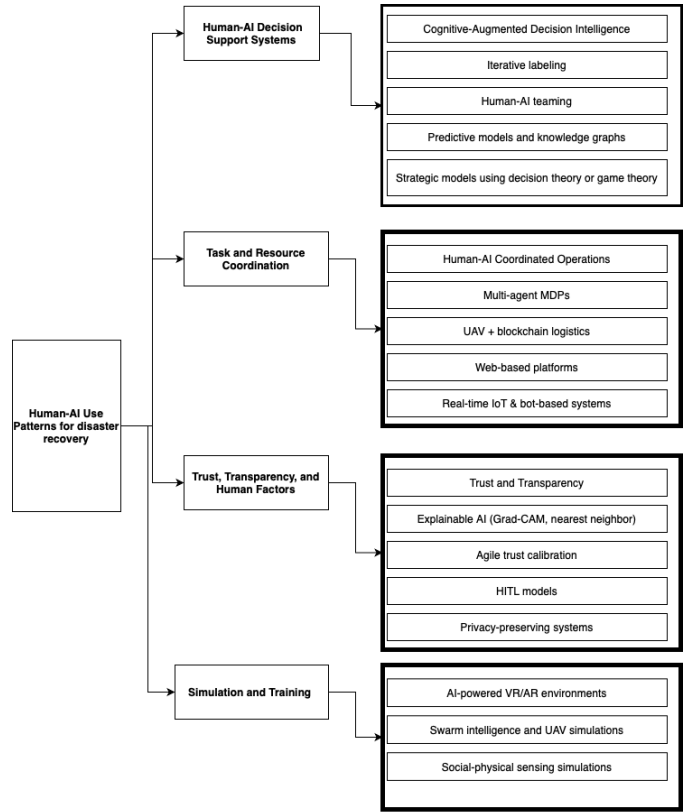 Human-AI Use
Patterns for disaster
recovery
Human-AI Decision
Support Systems
Cognitive-Augmented Decision Intelligence
Iterative labeling
Human-AI teaming
Predictive models and knowledge graphs
Strategic models using decision theory or game theory
Task and Resource
Coordination
Human-AI Coordinated Operations
Multi-agent MDPs
UAV + blockchain logistics
Web-based platforms
Real-time IoT & bot-based systems
Trust, Transparency, and
Human Factors
Trust and Transparency
Explainable AI (Grad-CAM, nearest neighbor)
Agile trust calibration
HITL models
Privacy-preserving systems
Simulation and Training
AI-powered VR/AR environments
Swarm intelligence and UAV simulations
Social-physical sensing simulations